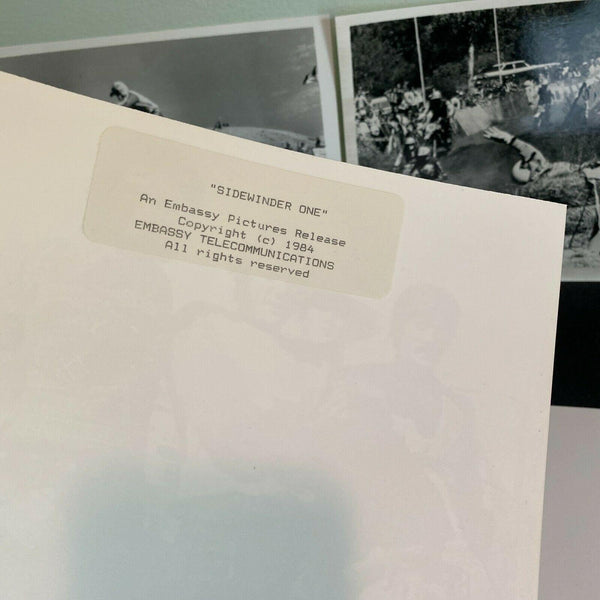 "SIDEWINDER ONE"
An Embassy Pictures Release
Copyright (c) 1984
EMBASSY TELECOMMUNICATIONS
All rights reserved